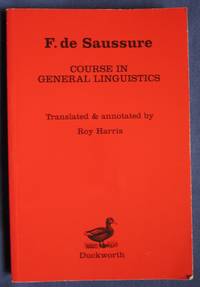 F. de Saussure
COURSE IN
GENERAL LINGUISTICS
Translated & annotated by
Roy Harris
Duckworth